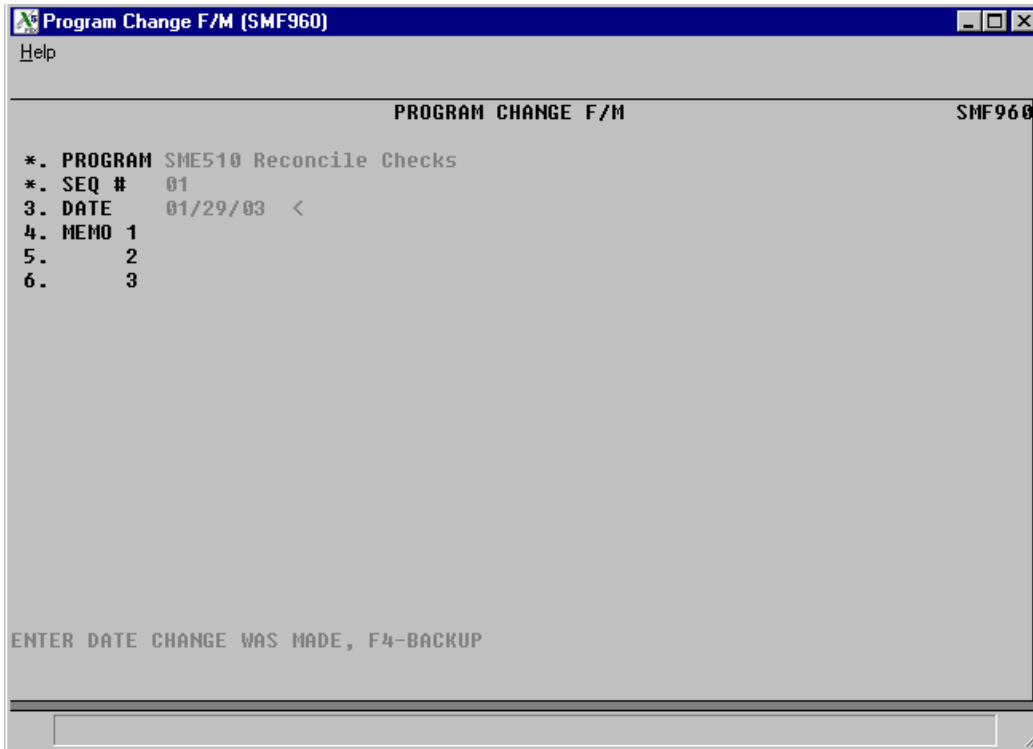 Program Change F/M (SMF960)
Help
PROGRAM CHANGE F/M SMF960
*. PROGRAM SME510 Reconcile Checks
*. SEQ # 01
3. DATE 01/29/03 <
4. MEMO 1
5. 2
6. 3
ENTER DATE CHANGE WAS MADE, F4-BACKUP